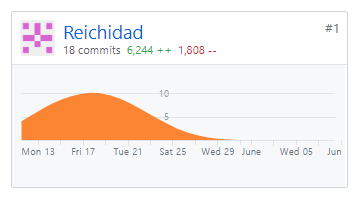 Reichidad #1
18 commits 6,244 ++ 1,808 --
10
5
Mon 13 Fri 17 Tue 21 Sat 25 Wed 29 June Wed 05 Jun